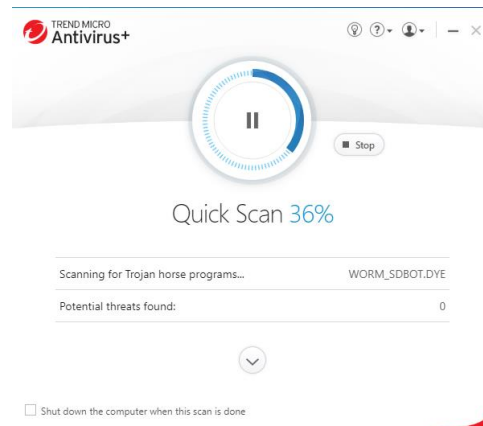 TREND MICRO
Antivirus+
Stop
Quick Scan 36%
Scanning for Trojan horse programs... WORM_SDBOT.DYE
Potential threats found: 0
Shut down the computer when this scan is done